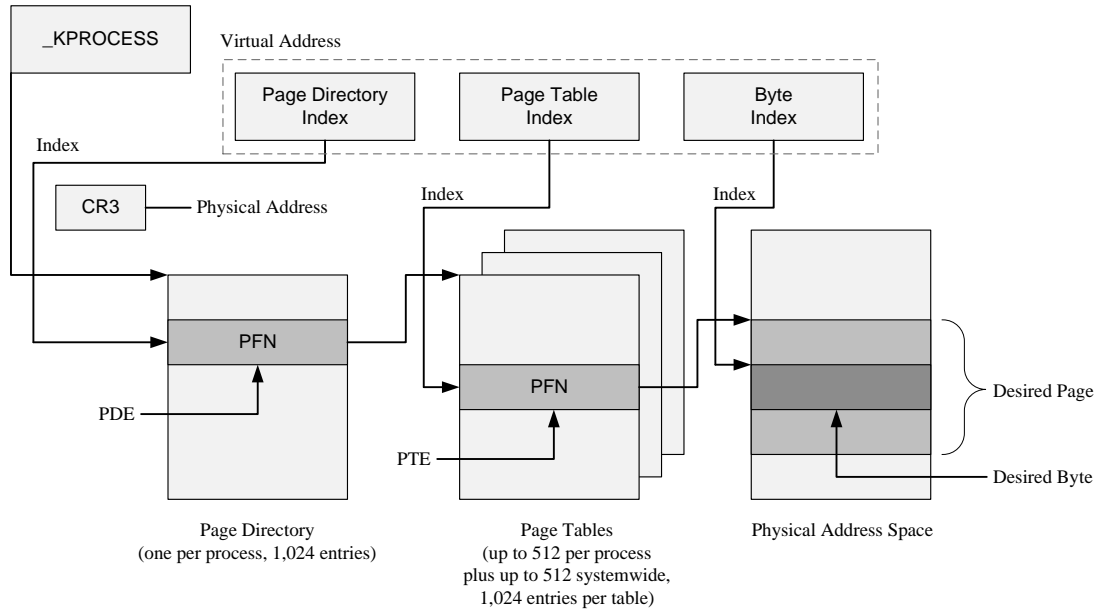 _KPROCESS
Virtual Address
Page Directory
Index
Page Table
Index
Byte
Index
Index
Index
Index
CR3
Physical Address
PFN
PFN
PDE
PTE
Desired Page
Desired Byte
Page Directory
(one per process, 1,024 entries)
Page Tables
(up to 512 per process
plus up to 512 systemwide,
1,024 entries per table)
Physical Address Space